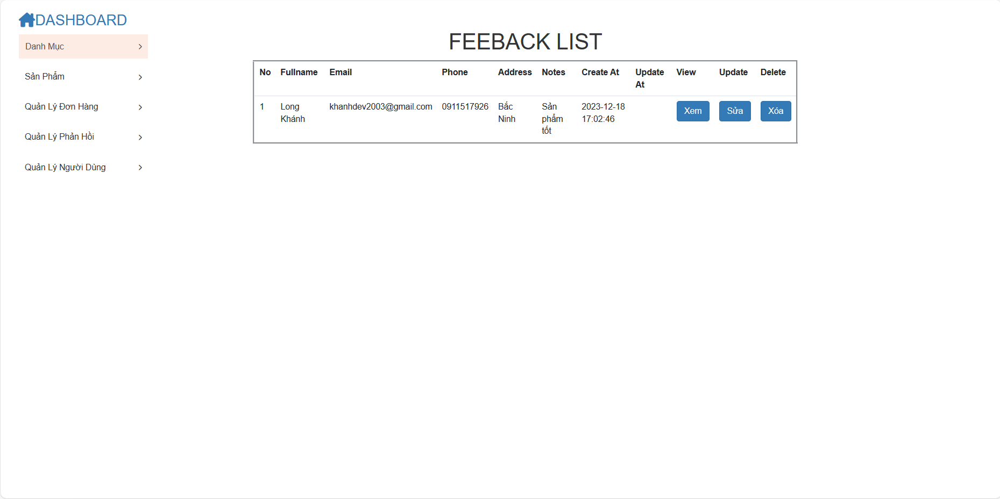 DASHBOARD
Danh Mục
Sản Phẩm
Quản Lý Đơn Hàng
Quản Lý Phản Hồi
Quản Lý Người Dùng
FEEBACK LIST
No Fullname Email Phone Address Notes Create At Update At View Update Delete
1 Long Khánh khanhdev2003@gmail.com 0911517926 Bắc Ninh Sản phẩm tốt 2023-12-18 17:02:46 Xem Sửa Xóa